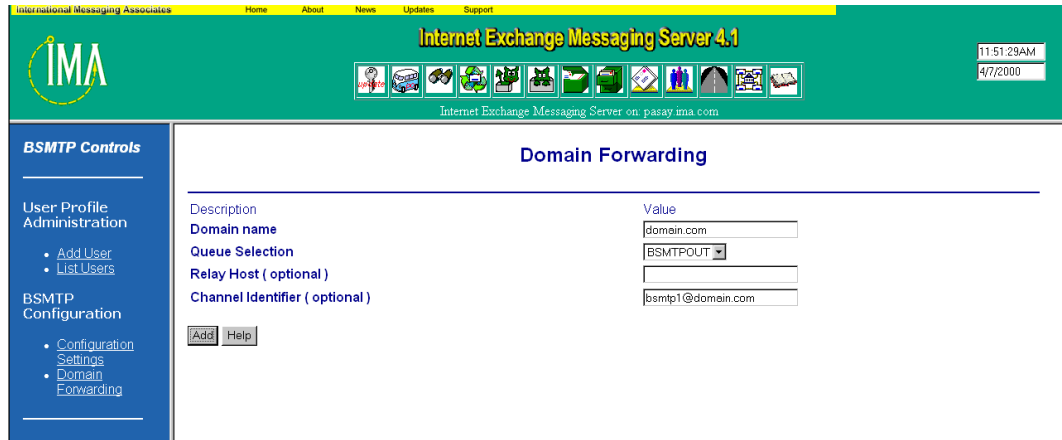 International Messaging Associates Home About News Updates Support
IMA
Internet Exchange Messaging Server 4.1
update
11:51:29AM
4/7/2000
Internet Exchange Messaging Server on: pasay.ima.com
BSMTP Controls
User Profile
Administration
Add User
List Users
BSMTP
Configuration
Configuration
Settings
Domain
Forwarding
Domain Forwarding
Description Value
Domain name domain.com
Queue Selection BSMTPOUT
Relay Host ( optional )
Channel Identifier ( optional ) bsmtp1@domain.com
Add Help